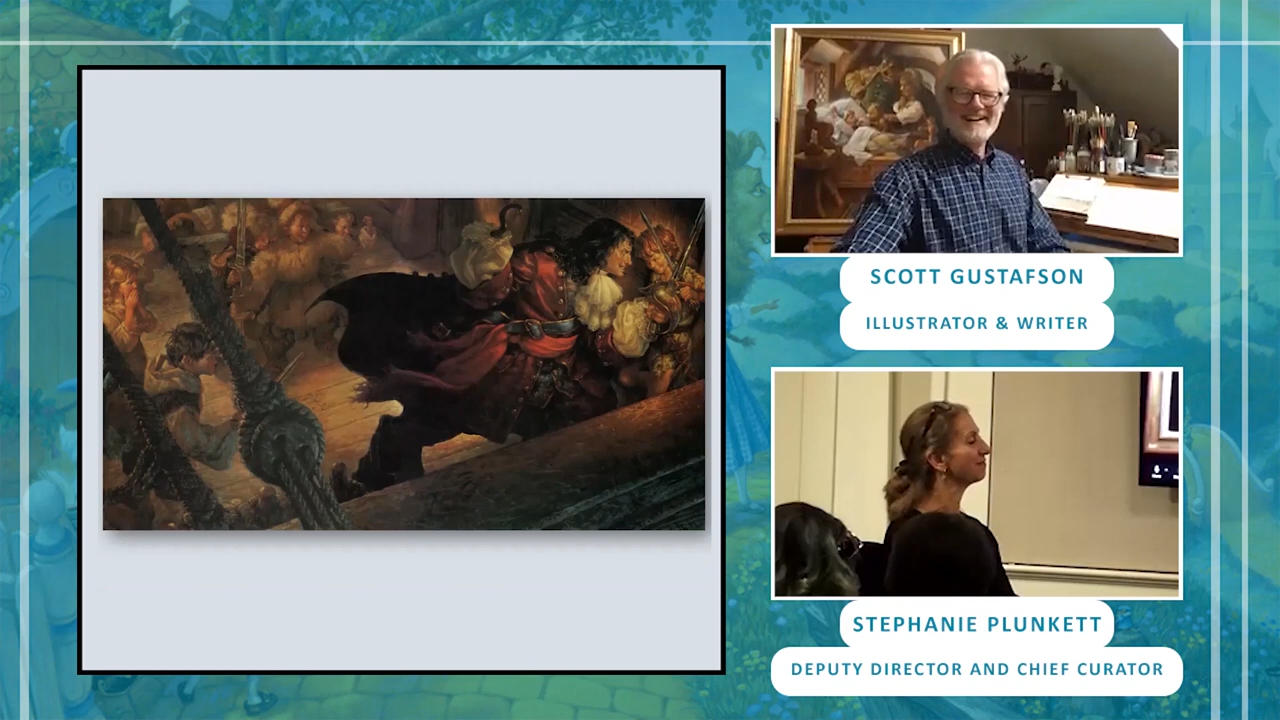 SCOTT GUSTAFSON
ILLUSTRATOR & WRITER
STEPHANIE PLUNKETT
DEPUTY DIRECTOR AND CHIEF CURATOR